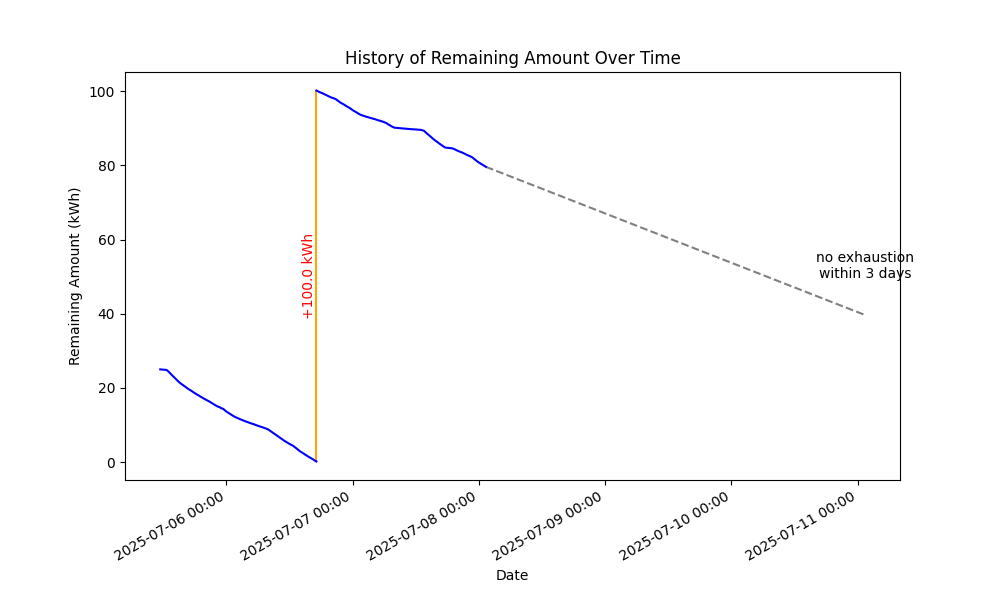 History of Remaining Amount Over Time
Remaining Amount (kWh)
100
80
60
40
20
0
+100.0 kWh
no exhaustion
within 3 days
2025-07-06 00:00
2025-07-07 00:00
2025-07-08 00:00
2025-07-09 00:00
2025-07-10 00:00
2025-07-11 00:00
Date